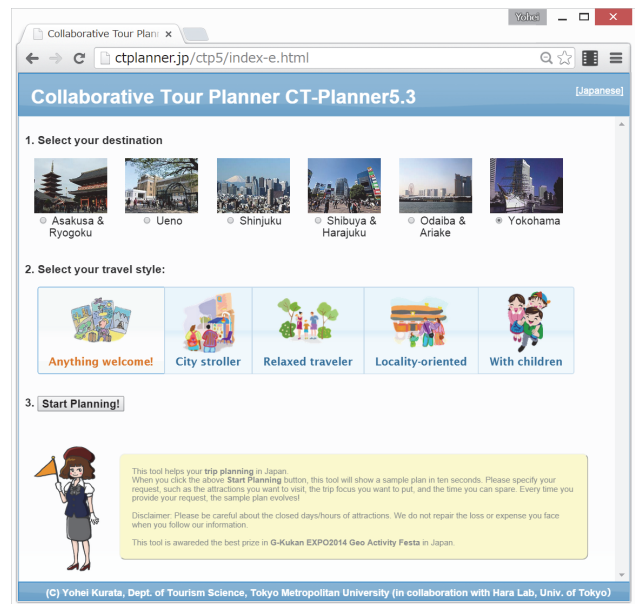 Yohei
Collaborative Tour Plann
ctplanner.jp/ctp5/index-e.html
Collaborative Tour Planner CT-Planner5.3
[Japanese]
1. Select your destination
Asakusa & Ryogoku
Ueno
Shinjuku
Shibuya & Harajuku
Odaiba & Ariake
Yokohama
2. Select your travel style:
Anything welcome!
City stroller
Relaxed traveler
Locality-oriented
With children
3. Start Planning!
This tool helps your trip planning in Japan.
When you click the above Start Planning button, this tool will show a sample plan in ten seconds. Please specify your
request, such as the attractions you want to visit, the trip focus you want to put, and the time you can spare. Every time you
provide your request, the sample plan evolves!
Disclaimer: Please be careful about the closed days/hours of attractions. We do not repair the loss or expense you face
when you follow our information.
This tool is awareded the best prize in G-Kukan EXPO2014 Geo Activity Festa in Japan.
(C) Yohei Kurata, Dept. of Tourism Science, Tokyo Metropolitan University (in collaboration with Hara Lab, Univ. of Tokyo)